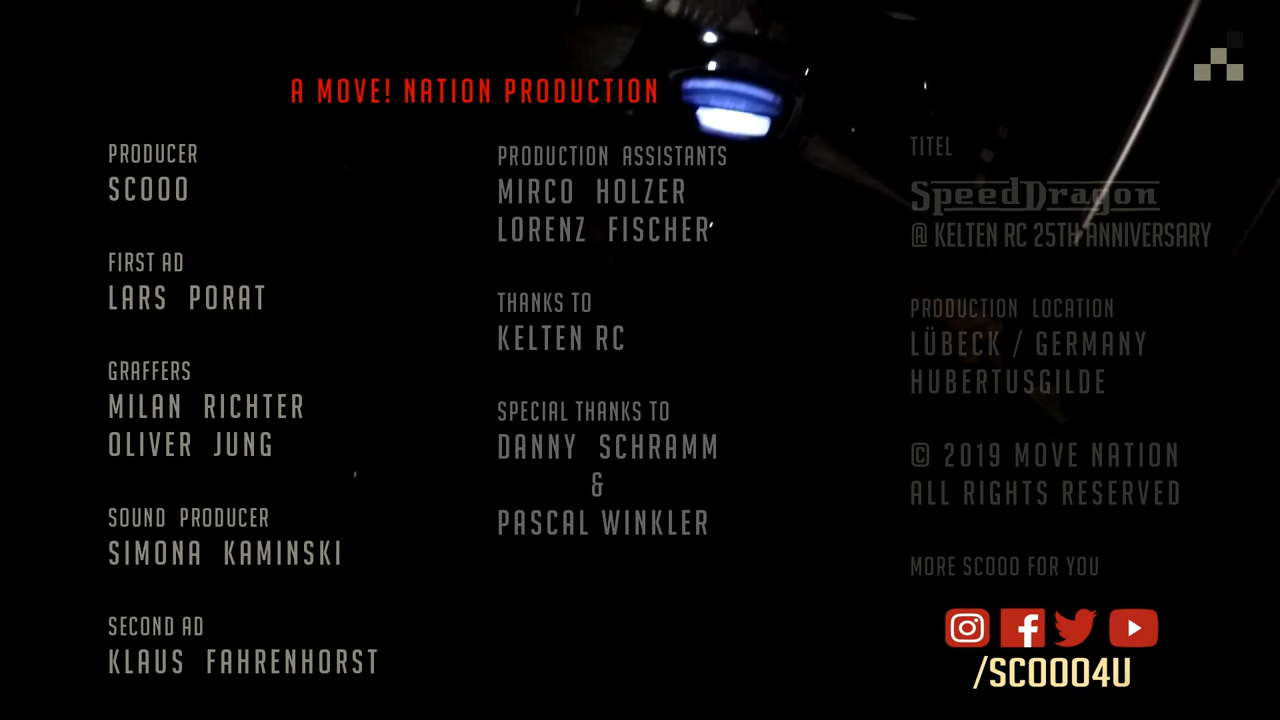 A MOVE! NATION PRODUCTION
PRODUCER
SCOOO
FIRST AD
LARS PORAT
GRAFFERS
MILAN RICHTER
OLIVER JUNG
SOUND PRODUCER
SIMONA KAMINSKI
SECOND AD
KLAUS FAHRENHORST
PRODUCTION ASSISTANTS
MIRCO HOLZER
LORENZ FISCHER
THANKS TO
KELTEN RC
SPECIAL THANKS TO
DANNY SCHRAMM
&
PASCAL WINKLER
TITEL
SpeedDragon
@ KELTEN RC 25TH ANNIVERSARY
PRODUCTION LOCATION
LÜBECK / GERMANY
HUBERTUSGILDE
© 2019 MOVE NATION
ALL RIGHTS RESERVED
MORE SCOOO FOR YOU
/SCOOO4U